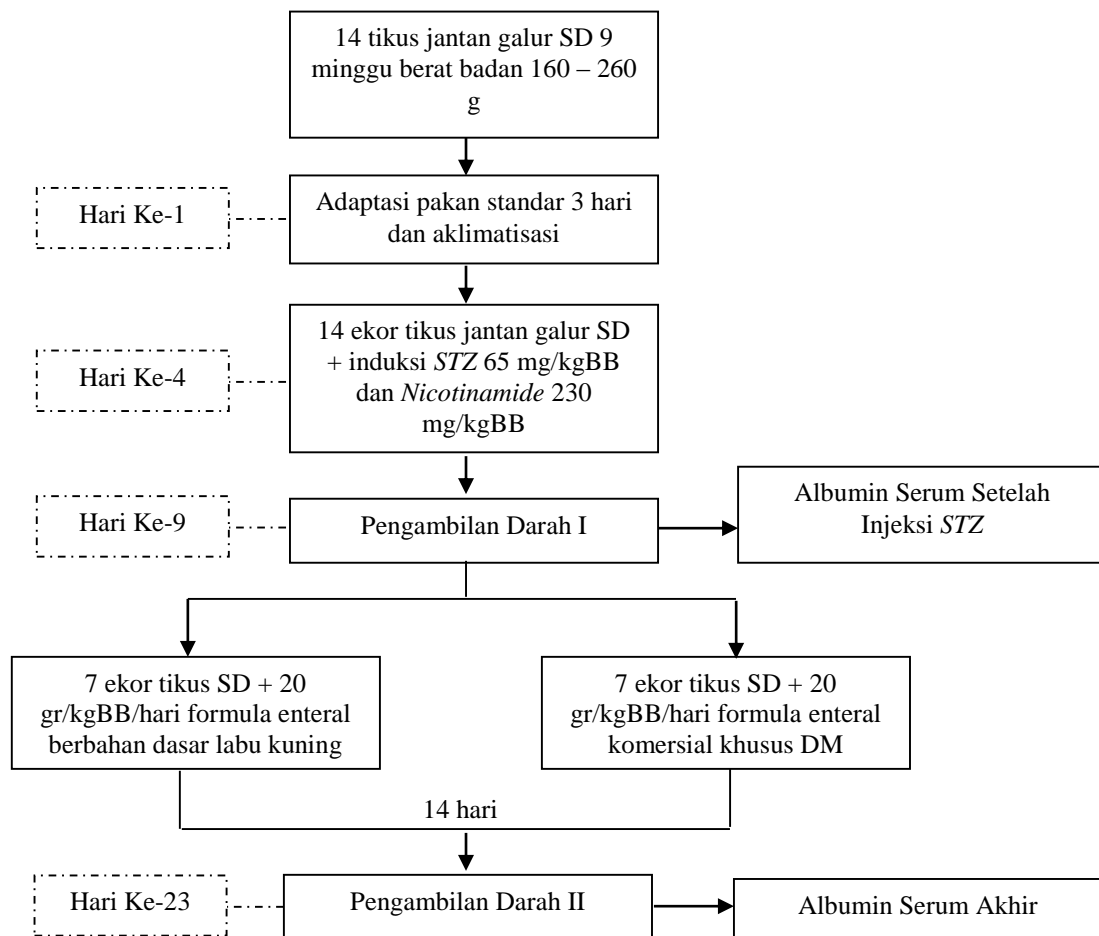 14 tikus jantan galur SD 9
minggu berat badan 160 – 260
g
Hari Ke-1
Adaptasi pakan standar 3 hari
dan aklimatisasi
Hari Ke-4
14 ekor tikus jantan galur SD
+ induksi STZ 65 mg/kgBB
dan Nicotinamide 230
mg/kgBB
Hari Ke-9
Pengambilan Darah I
Albumin Serum Setelah
Injeksi STZ
7 ekor tikus SD + 20
gr/kgBB/hari formula enteral
berbahan dasar labu kuning
7 ekor tikus SD + 20
gr/kgBB/hari formula enteral
komersial khusus DM
14 hari
Hari Ke-23
Pengambilan Darah II
Albumin Serum Akhir